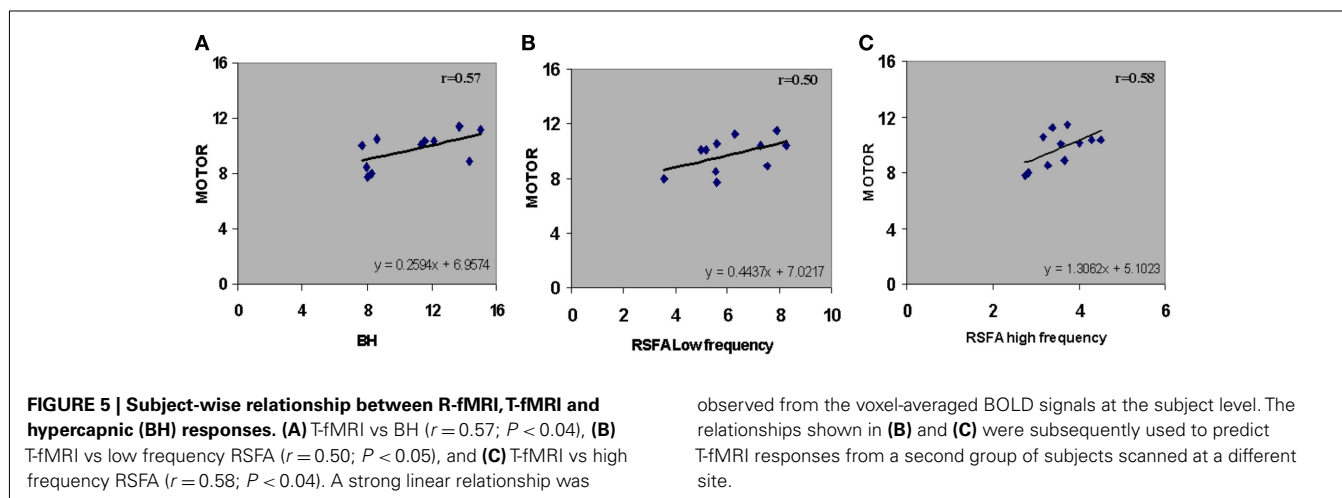 A
16
12
8
4
0
MOTOR
r=0.57
y = 0.2594x + 6.9574
0 4 8 12 16
BH
B
16
12
8
4
0
MOTOR
r=0.50
y = 0.4437x + 7.0217
0 2 4 6 8 10
RSFA Low frequency
C
16
12
8
4
0
MOTOR
r=0.58
y = 1.3062x + 5.1023
0 2 4 6
RSFA high frequency
FIGURE 5 | Subject-wise relationship between R-fMRI, T-fMRI and
hypercapnic (BH) responses. (A) T-fMRI vs BH (r = 0.57; P < 0.04), (B)
T-fMRI vs low frequency RSFA (r = 0.50; P < 0.05), and (C) T-fMRI vs high
frequency RSFA (r = 0.58; P < 0.04). A strong linear relationship was
observed from the voxel-averaged BOLD signals at the subject level. The
relationships shown in (B) and (C) were subsequently used to predict
T-fMRI responses from a second group of subjects scanned at a different
site.